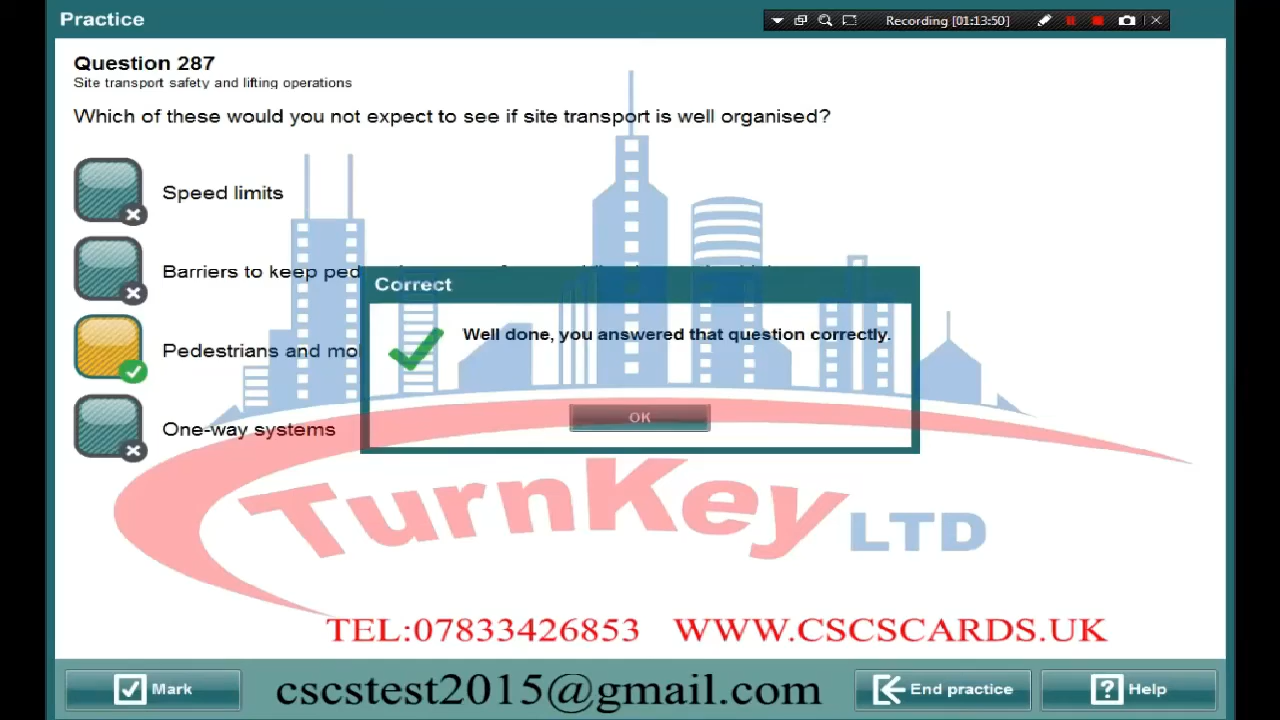 Practice
Recording [01:13:50]
Question 287
Site transport safety and lifting operations
Which of these would you not expect to see if site transport is well organised?
Speed limits
Barriers to keep
Correct
Well done, you answered that question correctly.
Pedestrians and
OK
One-way systems
TurnKey LTD
TEL:07833426853 WWW.CSCSCARDS.UK
Mark
cscstest2015@gmail.com
End practice
Help